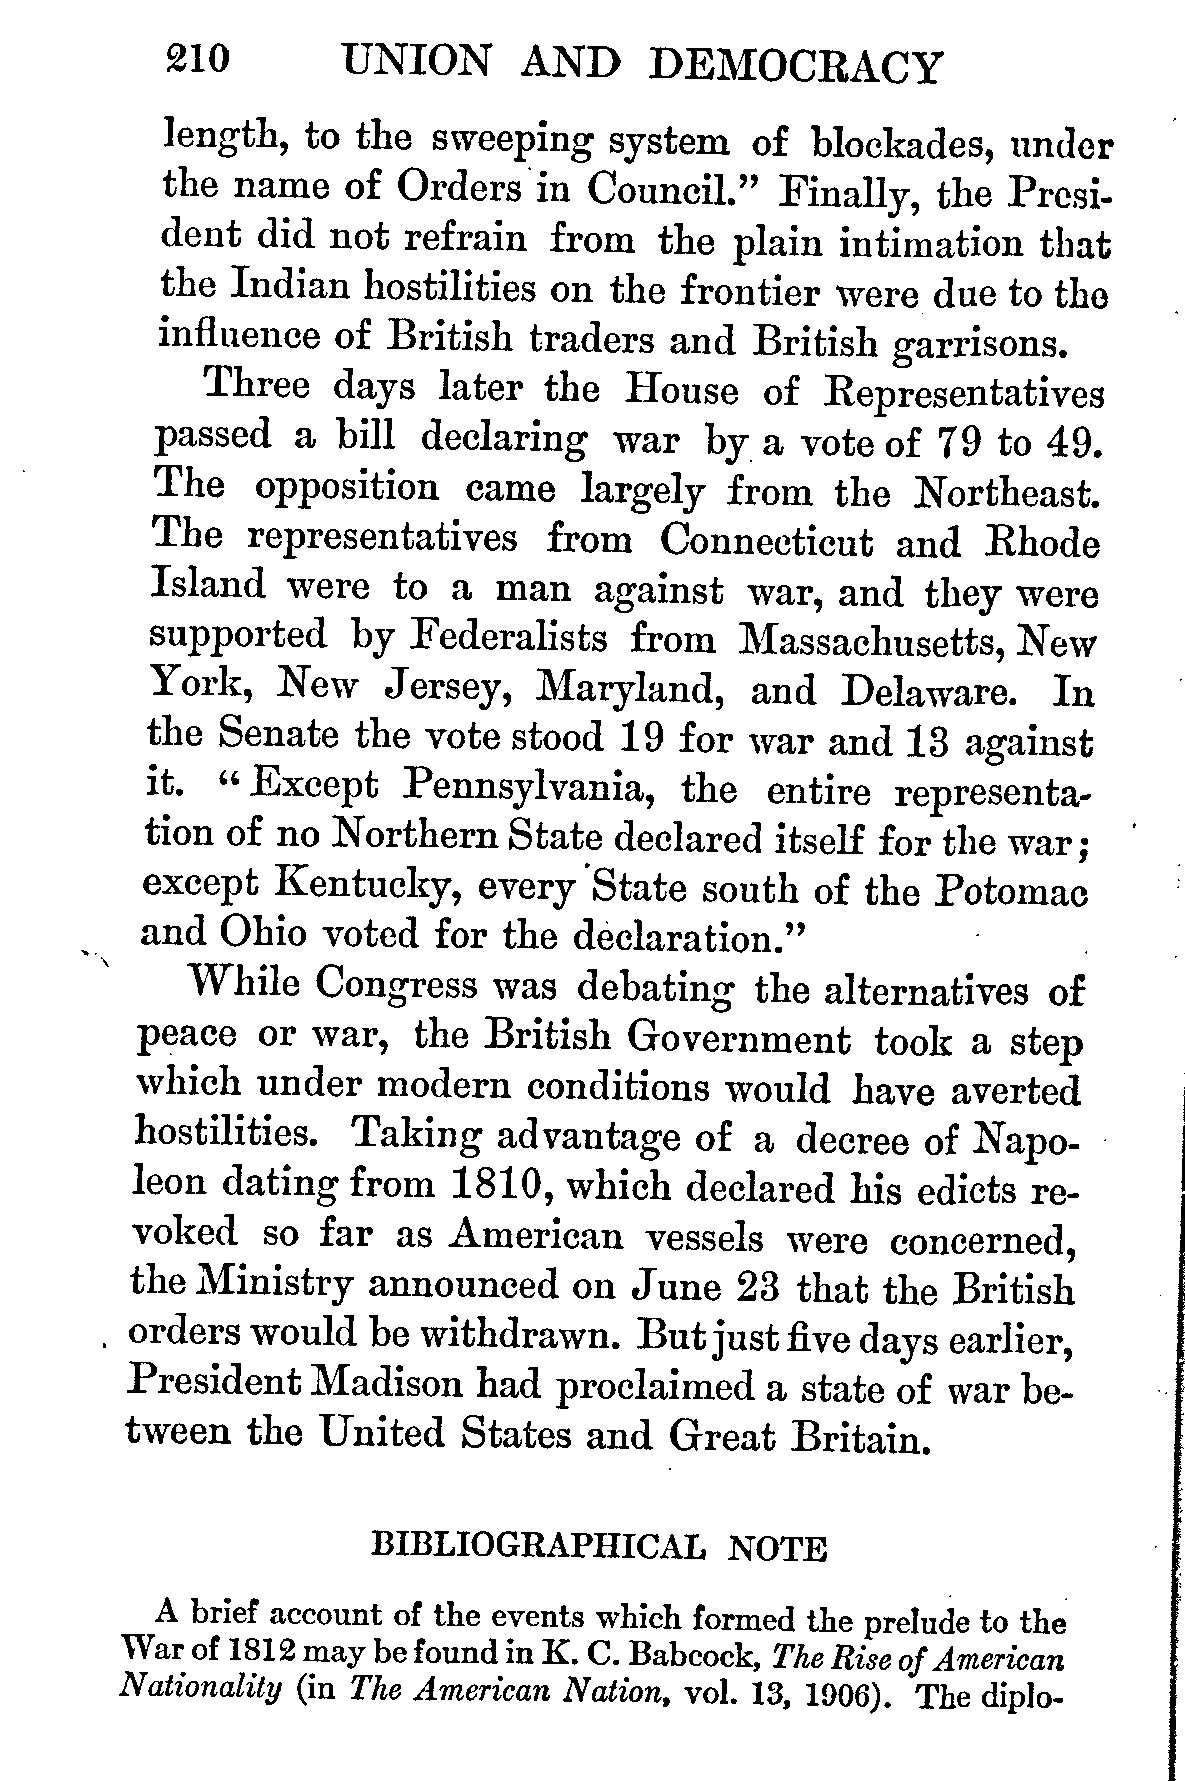 210 UNION AND DEMOCRACY
length, to the sweeping system of blockades, under
the name of Orders in Council.” Finally, the Presi-
dent did not refrain from the plain intimation that
the Indian hostilities on the frontier were due to the
influence of British traders and British garrisons.
Three days later the House of Representatives
passed a bill declaring war by a vote of 79 to 49.
The opposition came largely from the Northeast.
The representatives from Connecticut and Rhode
Island were to a man against war, and they were
supported by Federalists from Massachusetts, New
York, New Jersey, Maryland, and Delaware. In
the Senate the vote stood 19 for war and 13 against
it. “Except Pennsylvania, the entire representa-
tion of no Northern State declared itself for the war;
except Kentucky, every State south of the Potomac
and Ohio voted for the declaration.”
While Congress was debating the alternatives of
peace or war, the British Government took a step
which under modern conditions would have averted
hostilities. Taking advantage of a decree of Napo-
leon dating from 1810, which declared his edicts re-
voked so far as American vessels were concerned,
the Ministry announced on June 23 that the British
orders would be withdrawn. But just five days earlier,
President Madison had proclaimed a state of war be-
tween the United States and Great Britain.
BIBLIOGRAPHICAL NOTE
A brief account of the events which formed the prelude to the
War of 1812 may be found in K. C. Babcock, The Rise of American
Nationality (in The American Nation, vol. 13, 1906). The diplo-